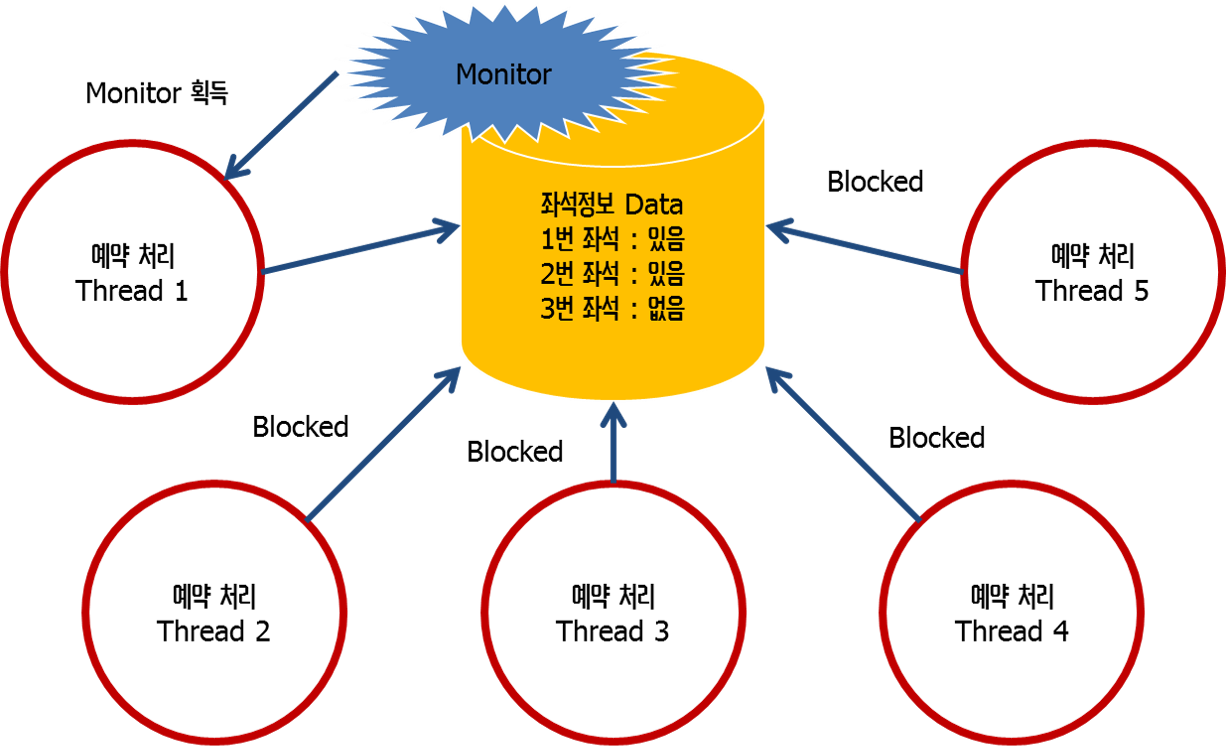 Monitor
Monitor 획득
좌석정보 Data
1번 좌석 : 있음
2번 좌석 : 있음
3번 좌석 : 없음
Blocked
예약 처리
Thread 1
예약 처리
Thread 5
Blocked
Blocked
Blocked
예약 처리
Thread 2
예약 처리
Thread 3
예약 처리
Thread 4